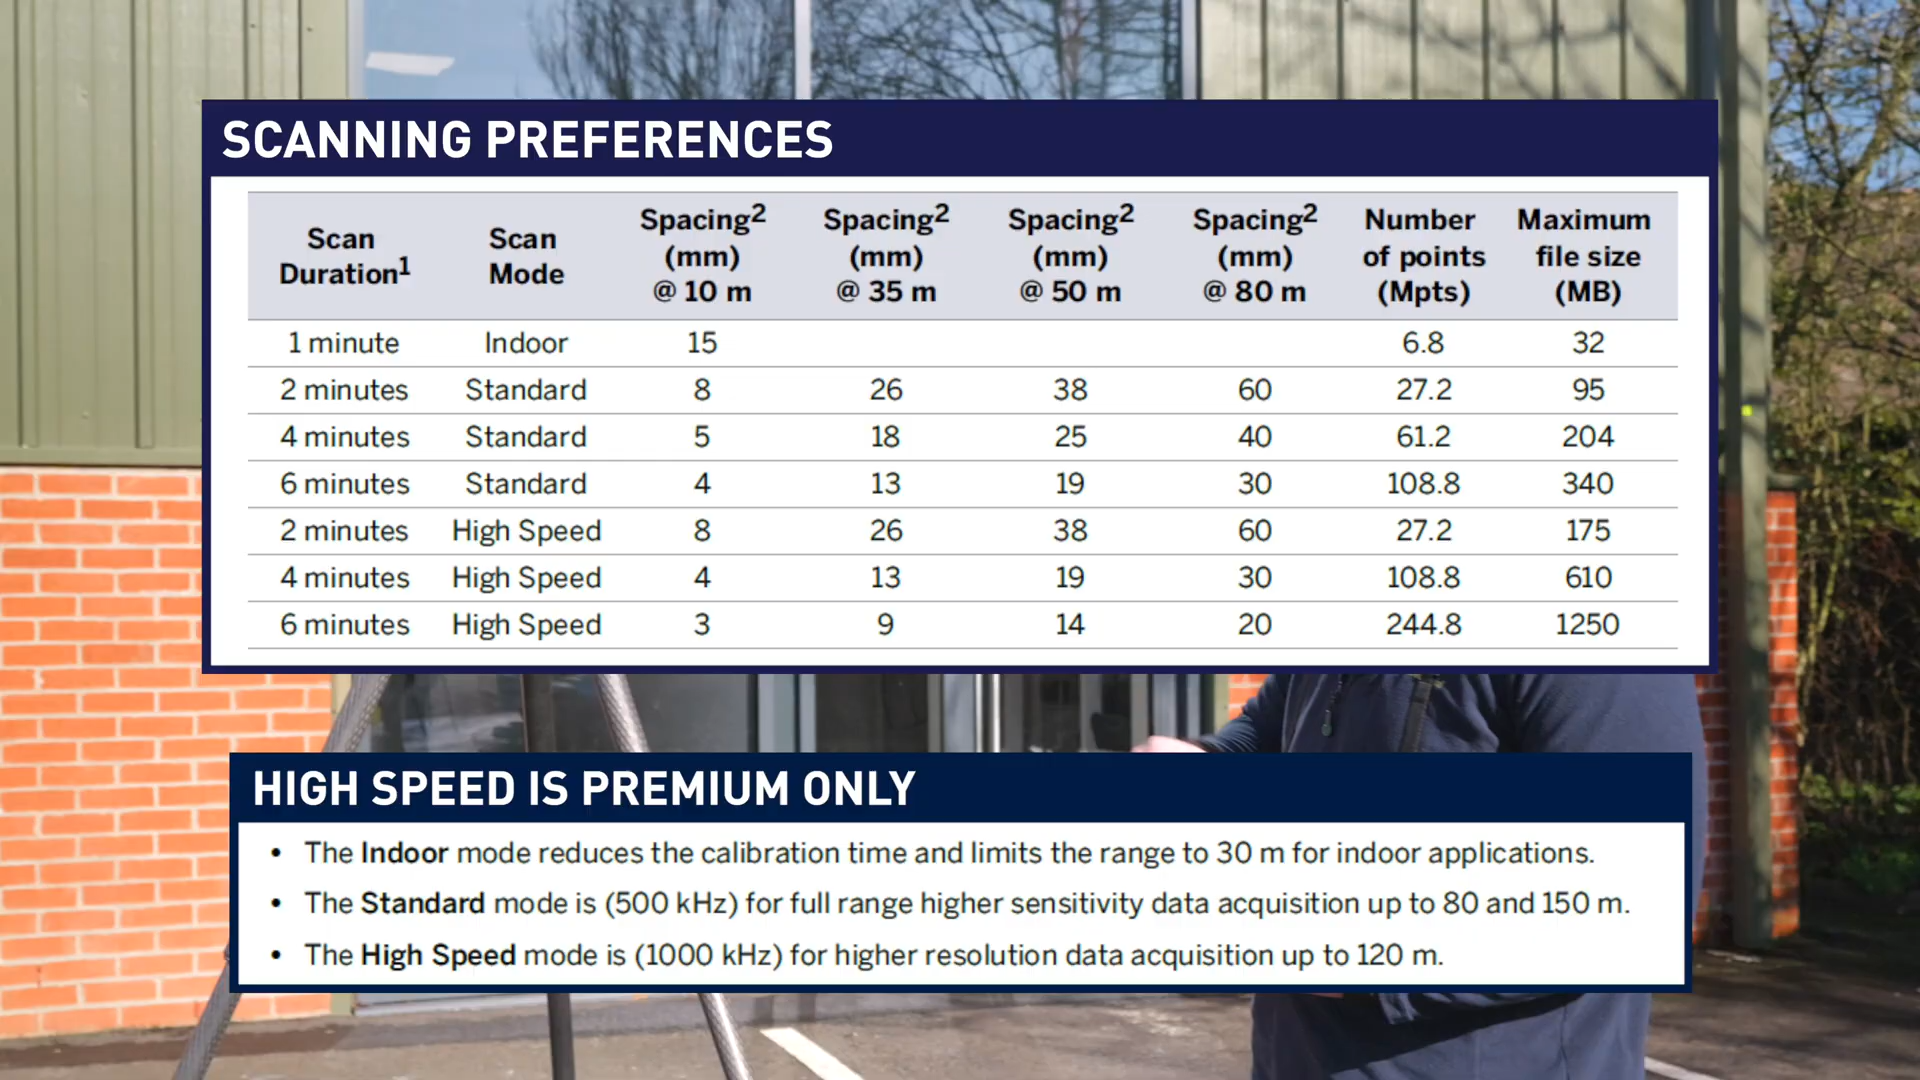 SCANNING PREFERENCES
Scan Duration¹ Scan Mode Spacing² (mm) @ 10 m Spacing² (mm) @ 35 m Spacing² (mm) @ 50 m Spacing² (mm) @ 80 m Number of points (Mpts) Maximum file size (MB)
1 minute Indoor 15 6.8 32
2 minutes Standard 8 26 38 60 27.2 95
4 minutes Standard 5 18 25 40 61.2 204
6 minutes Standard 4 13 19 30 108.8 340
2 minutes High Speed 8 26 38 60 27.2 175
4 minutes High Speed 4 13 19 30 108.8 610
6 minutes High Speed 3 9 14 20 244.8 1250
HIGH SPEED IS PREMIUM ONLY
• The Indoor mode reduces the calibration time and limits the range to 30 m for indoor applications.
• The Standard mode is (500 kHz) for full range higher sensitivity data acquisition up to 80 and 150 m.
• The High Speed mode is (1000 kHz) for higher resolution data acquisition up to 120 m.